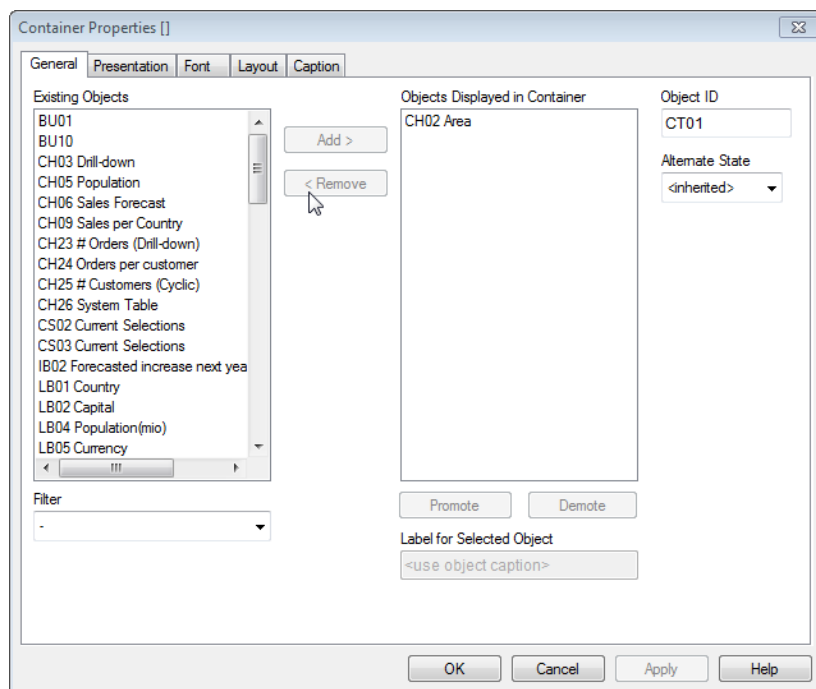 Container Properties []
General Presentation Font Layout Caption
Existing Objects
BU01
BU10
CH03 Drill-down
CH05 Population
CH06 Sales Forecast
CH09 Sales per Country
CH23 # Orders (Drill-down)
CH24 Orders per customer
CH25 # Customers (Cyclic)
CH26 System Table
CS02 Current Selections
CS03 Current Selections
IB02 Forecasted increase next yea
LB01 Country
LB02 Capital
LB04 Population(mio)
LB05 Currency
Filter
-
Add >
< Remove
Objects Displayed in Container
CH02 Area
Promote Demote
Label for Selected Object
<use object caption>
Object ID
CT01
Alternate State
<inherited>
OK Cancel Apply Help